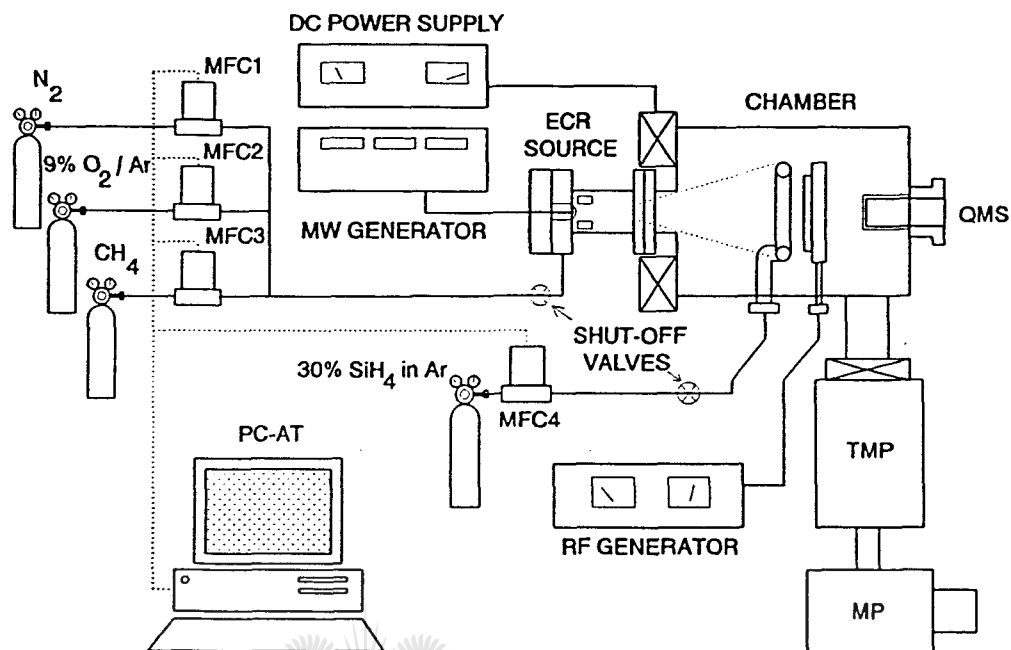 DC POWER SUPPLY
N2
MFC1
CHAMBER
ECR
SOURCE
9% O2 / Ar
MFC2
QMS
MW GENERATOR
MFC3
CH4
SHUT-OFF
VALVES
30% SiH4 in Ar
MFC4
PC-AT
TMP
RF GENERATOR
MP